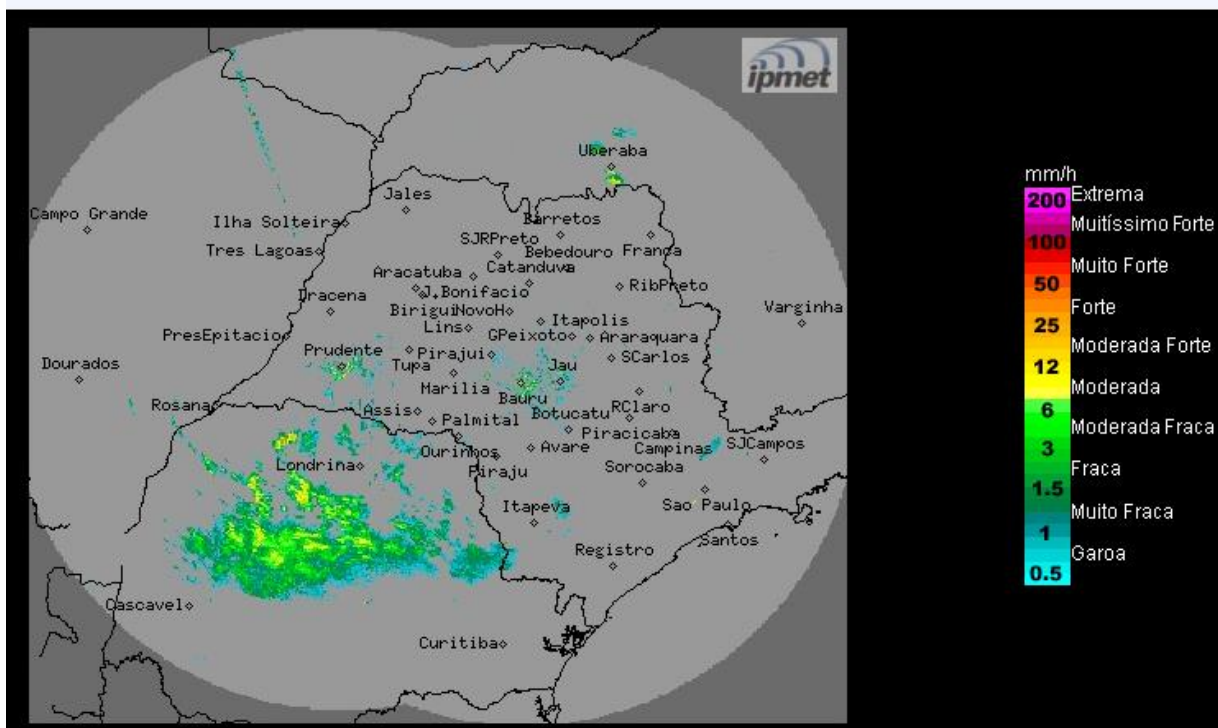 ipmet
Uberaba
Jales
Campo Grande
Ilha Solteira
Barretos
SJRPreto
Tres Lagoas
Bebedouro Franca
Catanduva
Aracatuba
RibPreto
Dracena
J.Bonifacio
Varginha
Birigui NovoH
Itapolis
Lins
PresEpitacio
GPeixoto
Araraquara
Prudente
Pirajui
SCarlos
Dourados
Tupa
Jau
Marilia
Bauru
Rosana
Assis
Botucatu
RClaro
Palmital
Piracicaba
Ourinhos
Avare
Campinas
SJCampos
Londrina
Piraju
Sorocaba
Itapeva
Sao Paulo
Santos
Registro
Cascavel
Curitiba
mm/h
200 Extrema
Muitíssimo Forte
100
Muito Forte
50
Forte
25
Moderada Forte
12
Moderada
6
Moderada Fraca
3
Fraca
1.5
Muito Fraca
1
Garoa
0.5